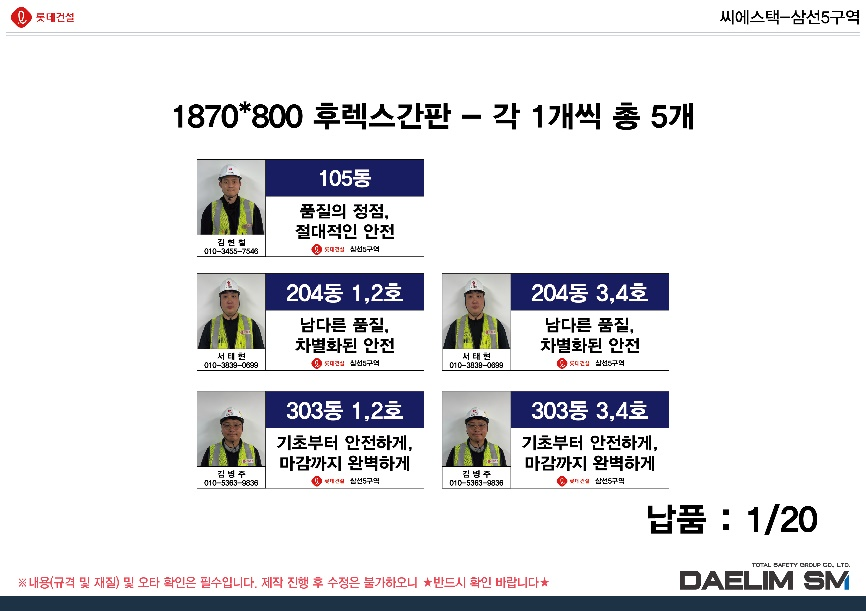 롯데건설
씨에스택-삼선5구역
1870*800 후렉스간판 - 각 1개씩 총 5개
105동
품질의 정점,
절대적인 안전
김현철
010-3455-7546
롯데건설 삼선5구역
204동 1,2호
남다른 품질,
차별화된 안전
서태현
010-3839-0699
롯데건설 삼선5구역
204동 3,4호
남다른 품질,
차별화된 안전
서태현
010-3839-0699
롯데건설 삼선5구역
303동 1,2호
기초부터 안전하게,
마감까지 완벽하게
김병주
010-5363-9836
롯데건설 삼선5구역
303동 3,4호
기초부터 안전하게,
마감까지 완벽하게
김병주
010-5363-9836
롯데건설 삼선5구역
납품 : 1/20
※내용(규격 및 재질) 및 오타 확인은 필수입니다. 제작 진행 후 수정은 불가하오니 ★반드시 확인 바랍니다★
TOTAL SAFETY GROUP CO., LTD.
DAELIM SM